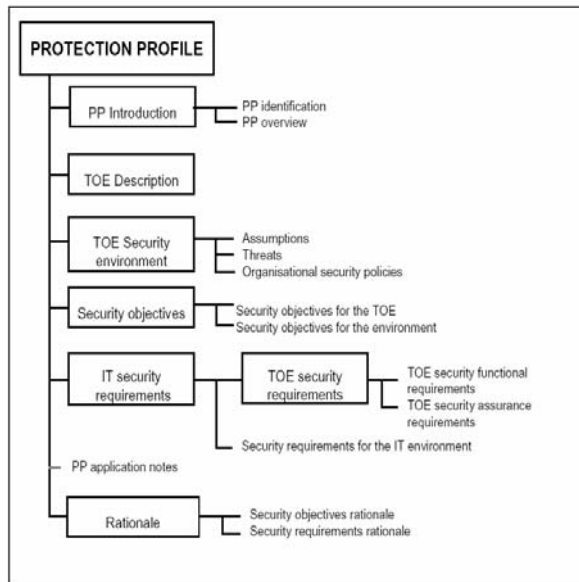 PROTECTION PROFILE
PP Introduction
PP identification
PP overview
TOE Description
TOE Security
environment
Assumptions
Threats
Organisational security policies
Security objectives
Security objectives for the TOE
Security objectives for the environment
IT security
requirements
TOE security
requirements
TOE security functional
requirements
TOE security assurance
requirements
Security requirements for the IT environment
PP application notes
Rationale
Security objectives rationale
Security requirements rationale